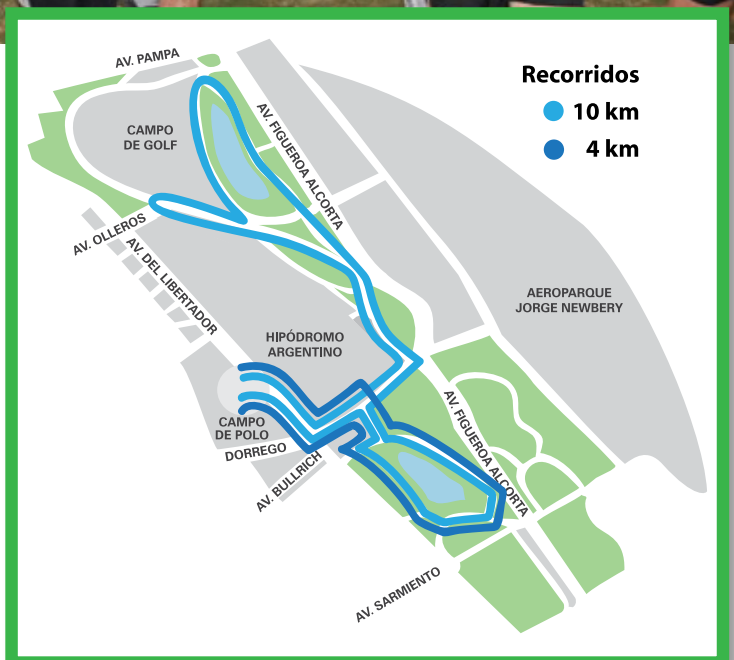 AV. PAMPA
Recorridos
10 km
4 km
CAMPO
DE GOLF
AV. FIGUEROA ALCORTA
AV. OLLEROS
AV. DEL LIBERTADOR
AEROPARQUE
JORGE NEWBERY
HIPÓDROMO
ARGENTINO
CAMPO
DE POLO
DORREGO
AV. BULLRICH
AV. FIGUEROA ALCORTA
AV. SARMIENTO